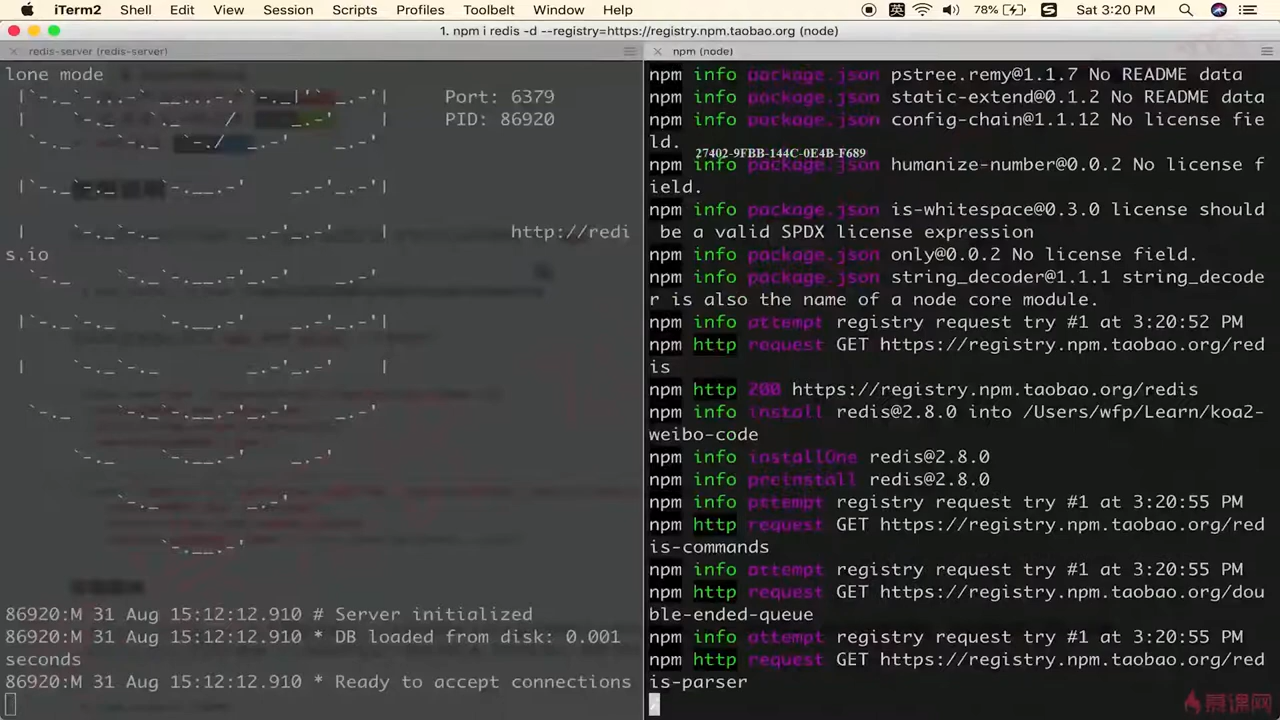 iTerm2 Shell Edit View Session Scripts Profiles Toolbelt Window Help 英 78% Sat 3:20 PM
1. npm i redis -d --registry=https://registry.npm.taobao.org (node)
redis-server (redis-server)
lone mode
Port: 6379
PID: 86920
http://redi
s.io
86920:M 31 Aug 15:12:12.910 # Server initialized
86920:M 31 Aug 15:12:12.910 * DB loaded from disk: 0.001
seconds
86920:M 31 Aug 15:12:12.910 * Ready to accept connections
npm (node)
npm info package.json pstree.remy@1.1.7 No README data
npm info package.json static-extend@0.1.2 No README data
npm info package.json config-chain@1.1.12 No license fie
ld.
27402-9FBB-144C-0E4B-F689
npm info package.json humanize-number@0.0.2 No license f
ield.
npm info package.json is-whitespace@0.3.0 license should
be a valid SPDX license expression
npm info package.json only@0.0.2 No license field.
npm info package.json string_decoder@1.1.1 string_decode
r is also the name of a node core module.
npm info attempt registry request try #1 at 3:20:52 PM
npm http request GET https://registry.npm.taobao.org/red
is
npm http 200 https://registry.npm.taobao.org/redis
npm info install redis@2.8.0 into /Users/wfp/Learn/koa2-
weibo-code
npm info installOne redis@2.8.0
npm info preinstall redis@2.8.0
npm info attempt registry request try #1 at 3:20:55 PM
npm http request GET https://registry.npm.taobao.org/red
is-commands
npm info attempt registry request try #1 at 3:20:55 PM
npm http request GET https://registry.npm.taobao.org/dou
ble-ended-queue
npm info attempt registry request try #1 at 3:20:55 PM
npm http request GET https://registry.npm.taobao.org/red
is-parser
慕课网